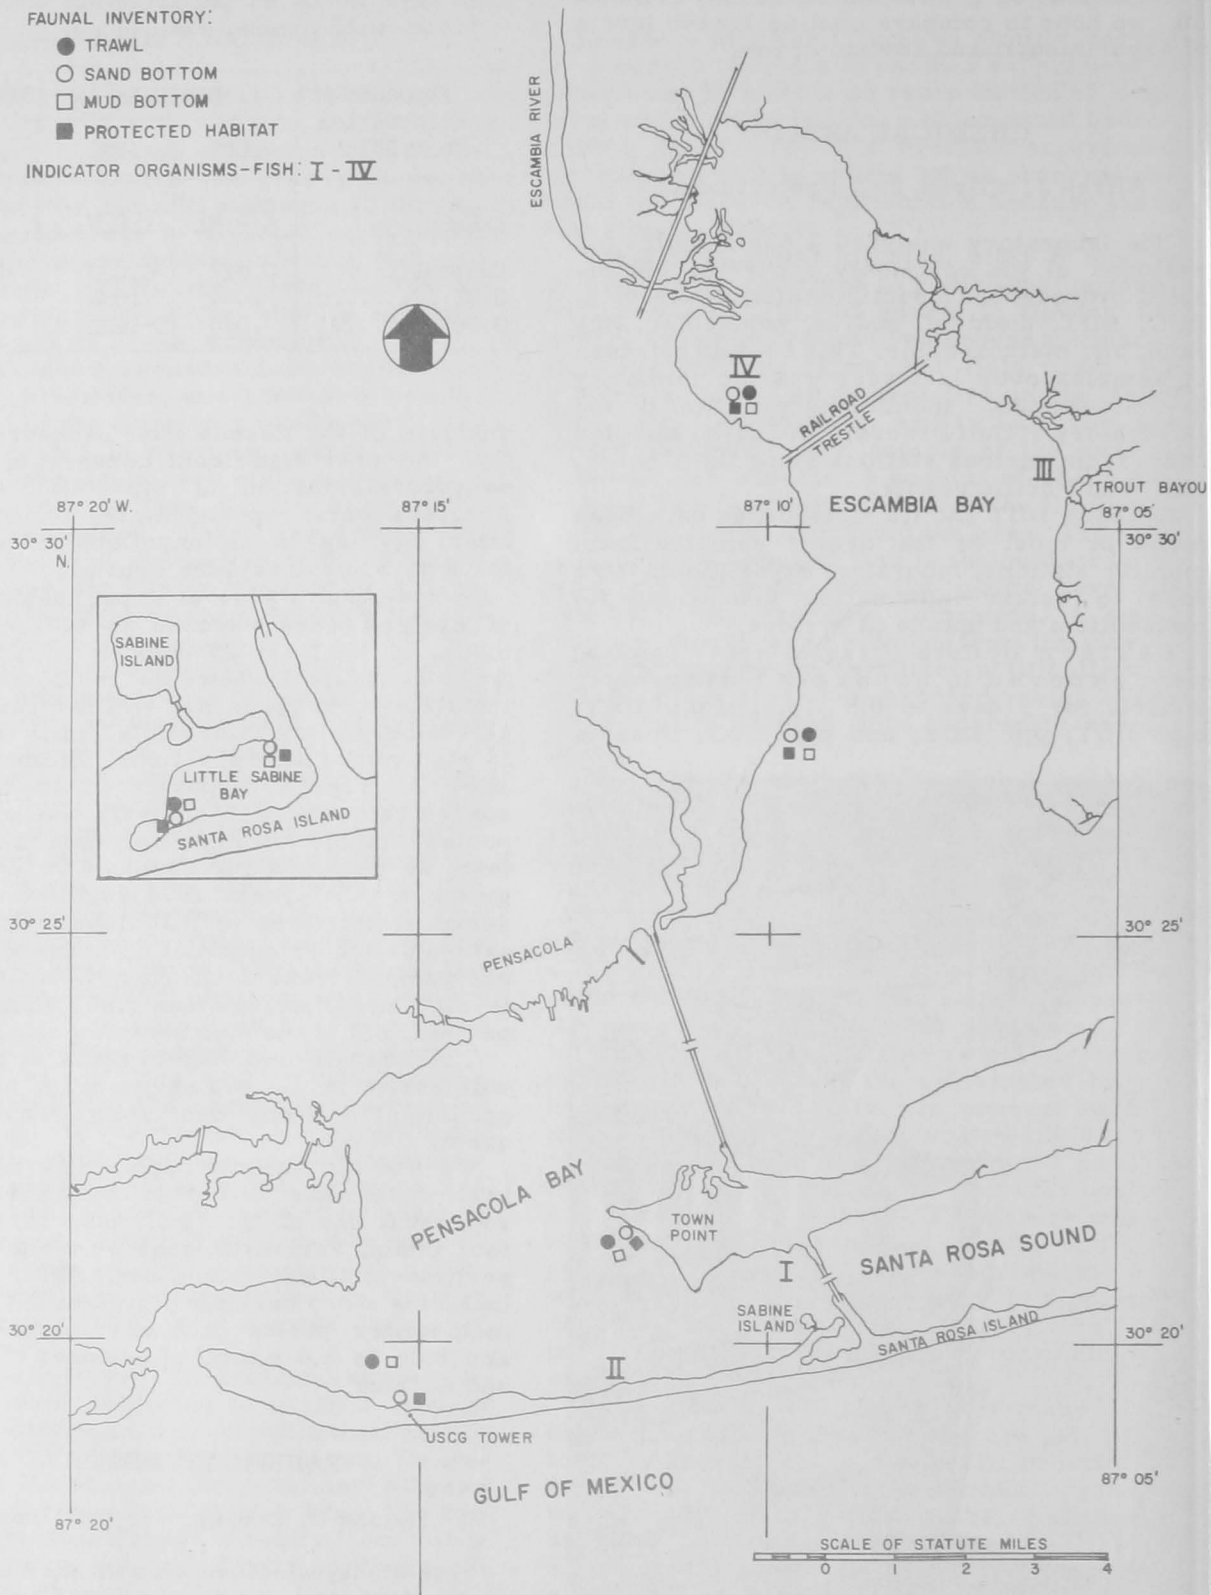 FAUNAL INVENTORY:
TRAWL
SAND BOTTOM
MUD BOTTOM
PROTECTED HABITAT
INDICATOR ORGANISMS-FISH: I - IV
ESCAMBIA RIVER
IV
RAILROAD
TRESTLE
III
TROUT BAYOU
87° 20' W.
87° 15'
87° 10'
ESCAMBIA BAY
87° 05'
30° 30'
N.
30° 30'
SABINE
ISLAND
LITTLE SABINE
BAY
SANTA ROSA ISLAND
30° 25'
PENSACOLA
30° 25'
PENSACOLA BAY
TOWN
POINT
SANTA ROSA SOUND
I
SABINE
ISLAND
30° 20'
SANTA ROSA ISLAND
30° 20'
II
USCG TOWER
GULF OF MEXICO
87° 05'
87° 20'
SCALE OF STATUTE MILES
0 1 2 3 4